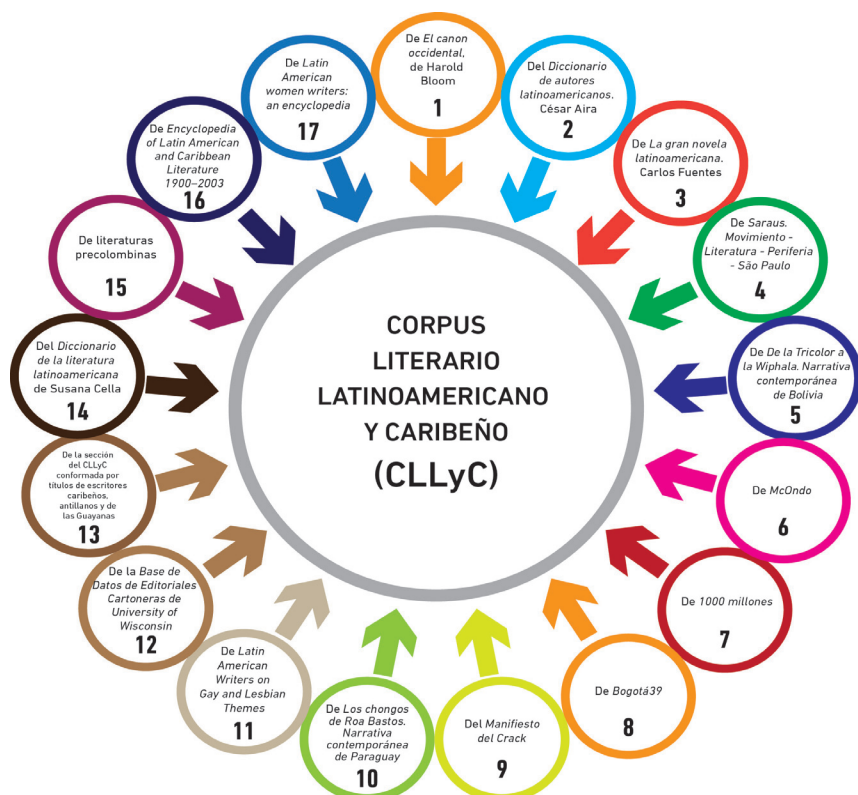 De El canon
occidental,
de Harold
Bloom
1
Del Diccionario
de autores
latinoamericanos.
César Aira
2
De La gran novela
latinoamericana.
Carlos Fuentes
3
De Saraus.
Movimiento -
Literatura - Periferia
- São Paulo
4
De De la Tricolor a
la Wiphala. Narrativa
contemporánea
de Bolivia
5
De McOndo
6
De 1000 millones
7
De Bogotá39
8
Del Manifiesto
del Crack
9
De Los chongos
de Roa Bastos.
Narrativa
contemporánea
de Paraguay
10
De Latin
American
Writers on
Gay and Lesbian
Themes
11
De la Base de
Datos de Editoriales
Cartoneras de
University of
Wisconsin
12
De la sección
del CLLyC
conformada por
títulos de escritores
caribeños,
antillanos y de
las Guayanas
13
Del Diccionario
de la literatura
latinoamericana
de Susana Cella
14
De literaturas
precolombinas
15
De Encyclopedia
of Latin American
and Caribbean
Literature
1900–2003
16
De Latin
American
women writers:
an encyclopedia
17
CORPUS
LITERARIO
LATINOAMERICANO
Y CARIBEÑO
(CLLyC)